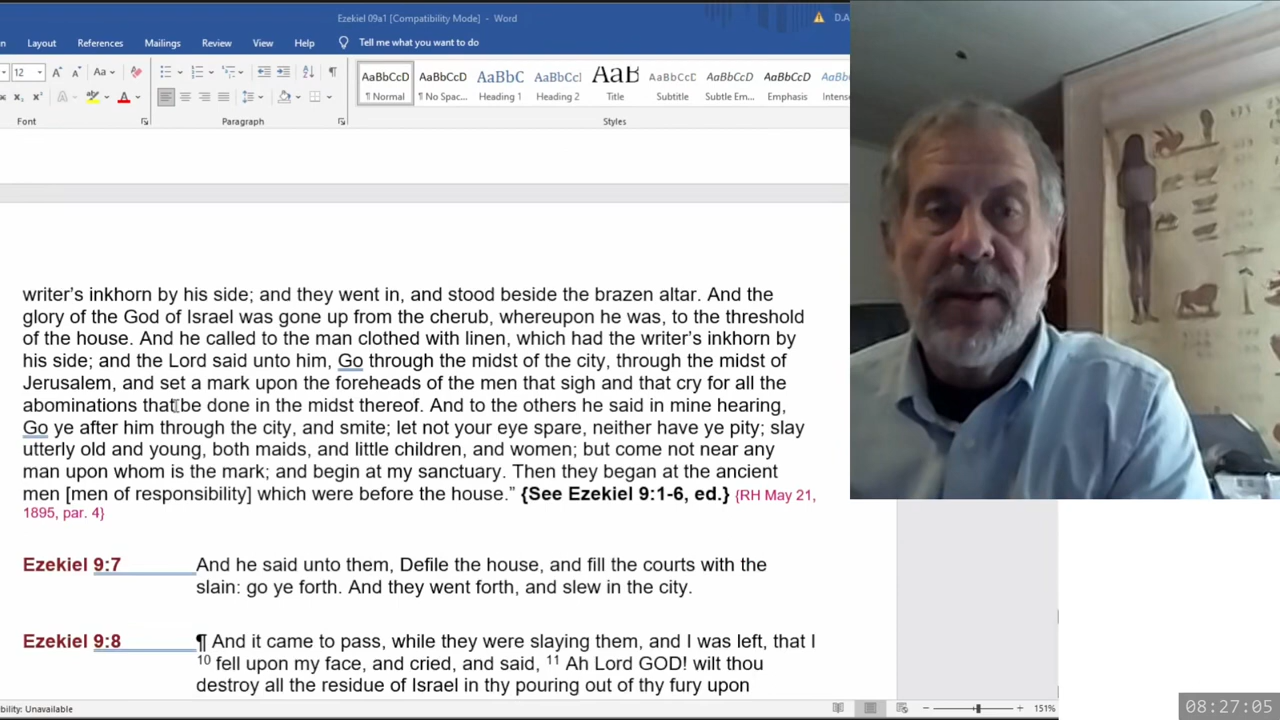 Ezekiel 09a1 [Compatibility Mode] - Word
D.A
Layout References Mailings Review View Help Tell me what you want to do
12 Aa
AaBbCcD AaBbCcD AaBbC AaBbCcI AaB AaBbCcD AaBbCcD AaBbCcD
¶ Normal ¶ No Spac... Heading 1 Heading 2 Title Subtitle Subtle Em... Emphasis Intens
Font Paragraph Styles
writer's inkhorn by his side; and they went in, and stood beside the brazen altar. And the
glory of the God of Israel was gone up from the cherub, whereupon he was, to the threshold
of the house. And he called to the man clothed with linen, which had the writer's inkhorn by
his side; and the Lord said unto him, Go through the midst of the city, through the midst of
Jerusalem, and set a mark upon the foreheads of the men that sigh and that cry for all the
abominations that be done in the midst thereof. And to the others he said in mine hearing,
Go ye after him through the city, and smite; let not your eye spare, neither have ye pity; slay
utterly old and young, both maids, and little children, and women; but come not near any
man upon whom is the mark; and begin at my sanctuary. Then they began at the ancient
men [men of responsibility] which were before the house." {See Ezekiel 9:1-6, ed.} {RH May 21,
1895, par. 4}
Ezekiel 9:7 And he said unto them, Defile the house, and fill the courts with the
slain: go ye forth. And they went forth, and slew in the city.
Ezekiel 9:8 ¶ And it came to pass, while they were slaying them, and I was left, that I
10 fell upon my face, and cried, and said, 11 Ah Lord GOD! wilt thou
destroy all the residue of Israel in thy pouring out of thy fury upon
bility: Unavailable
151%
08:27:05